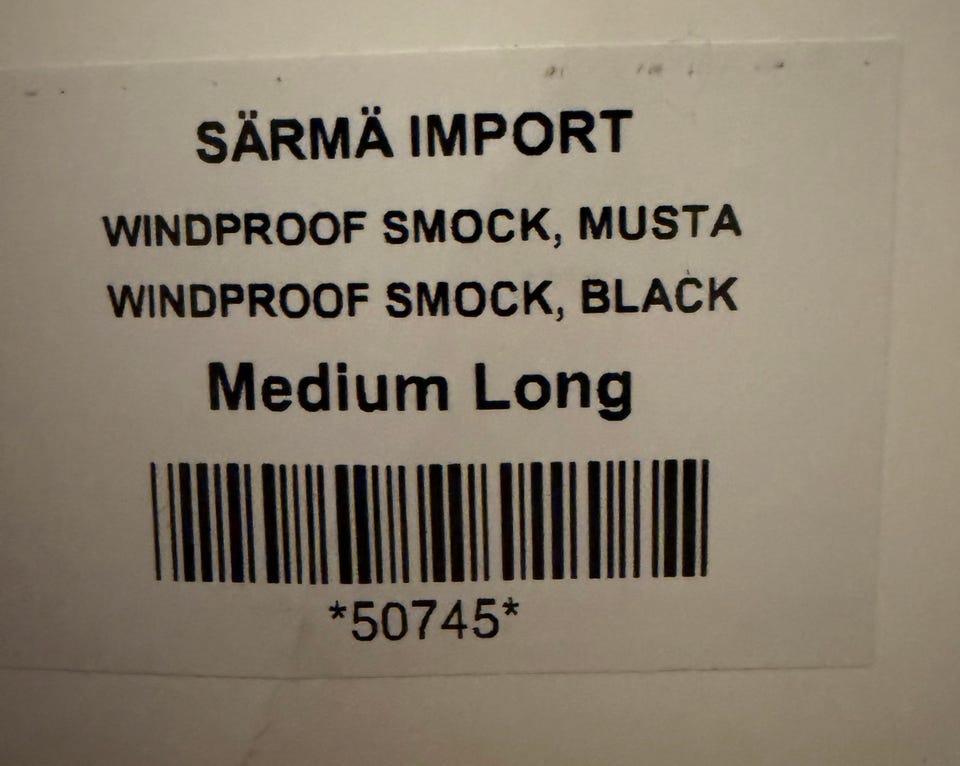 SÄRMÄ IMPORT
WINDPROOF SMOCK, MUSTA
WINDPROOF SMOCK, BLACK
Medium Long
*50745*